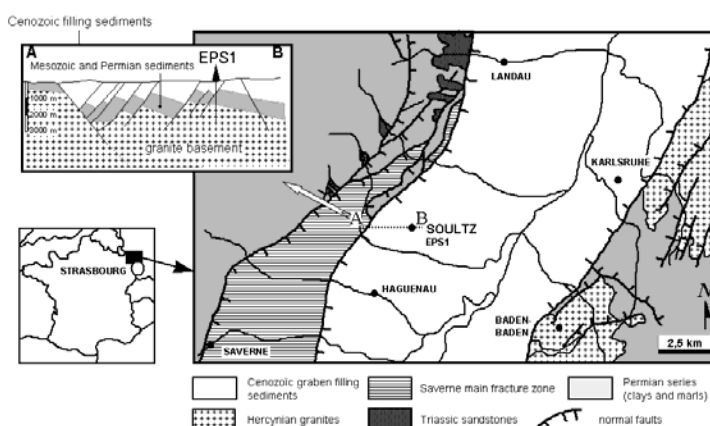 Cenozoic filling sediments
A
EPS1
B
Mesozoic and Permian sediments
1000 m
2000 m
3000 m
granite basement
LANDAU
KARLSRUHE
A
B
SOULTZ
EPS1
STRASBOURG
HAGUENAU
BADEN-
BADEN
SAVERNE
N
2,5 km
Cenozoïc graben filling
sediments
Saverne main fracture zone
Permian series
(clays and marls)
Hercynian granites
Triassic sandstones
normal faults